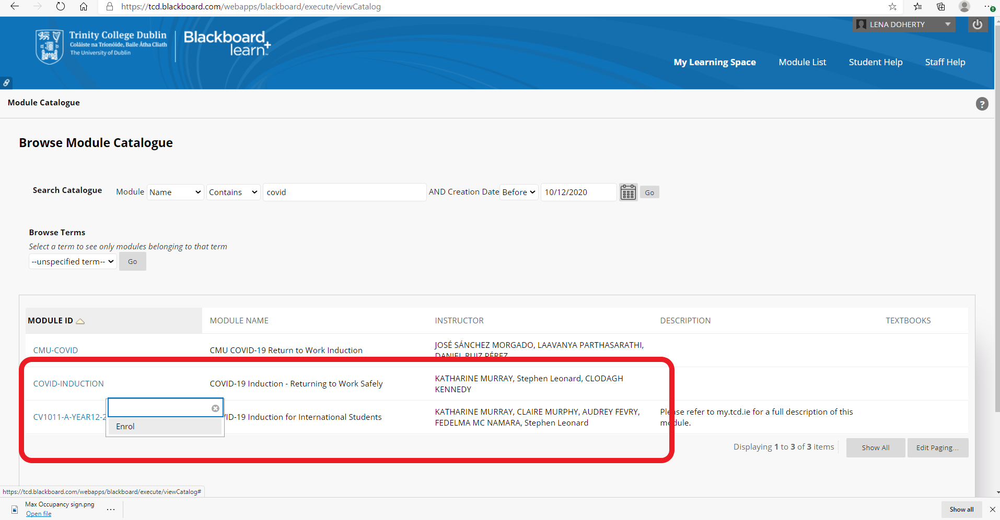 https://tcd.blackboard.com/webapps/blackboard/execute/viewCatalog
LENA DOHERTY
Trinity College Dublin
Coláiste na Tríonóide, Baile Átha Cliath
The University of Dublin
Blackboard
learn+
My Learning Space Module List Student Help Staff Help
Module Catalogue
?
Browse Module Catalogue
Search Catalogue Module Name Contains covid AND Creation Date Before 10/12/2020 Go
Browse Terms
Select a term to see only modules belonging to that term
--unspecified term-- Go
MODULE ID MODULE NAME INSTRUCTOR DESCRIPTION TEXTBOOKS
CMU-COVID CMU COVID-19 Return to Work Induction JOSÉ SÁNCHEZ MORGADO, LAAVANYA PARTHASARATHI,
DANIEL RUIZ PÉREZ
COVID-INDUCTION COVID-19 Induction - Returning to Work Safely KATHARINE MURRAY, Stephen Leonard, CLODAGH
KENNEDY
CV1011-A-YEAR12-2 VID-19 Induction for International Students KATHARINE MURRAY, CLAIRE MURPHY, AUDREY FEVRY, Please refer to my.tcd.ie for a full description of this
FEDELMA MC NAMARA, Stephen Leonard module.
Enrol
Displaying 1 to 3 of 3 items Show All Edit Paging...
https://tcd.blackboard.com/webapps/blackboard/execute/viewCatalog#
Max Occupancy sign.png
Open file
Show all